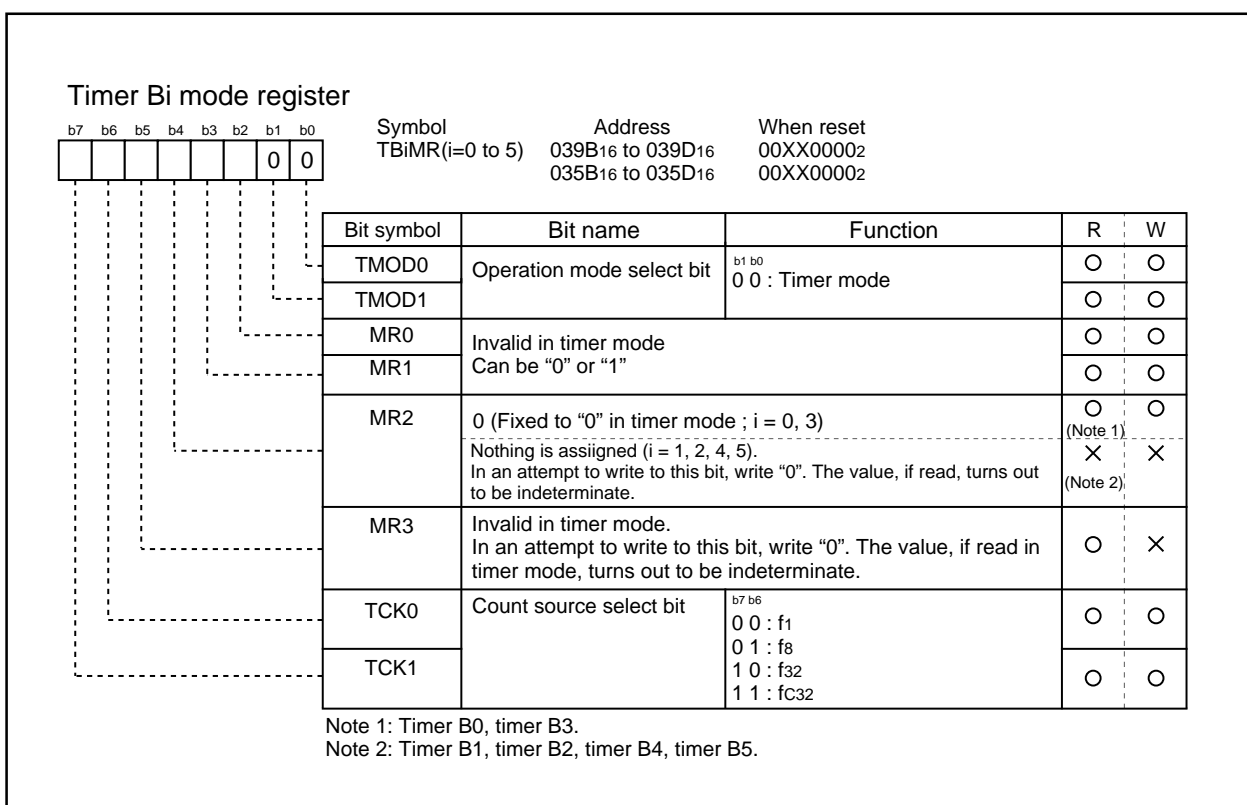 Timer Bi mode register
b7 b6 b5 b4 b3 b2 b1 b0
0 0
Symbol Address When reset
TBiMR(i=0 to 5) 039B16 to 039D16 00XX00002
035B16 to 035D16 00XX00002
Bit symbol Bit name Function R W
TMOD0 Operation mode select bit b1 b0
0 0 : Timer mode
TMOD1
MR0 Invalid in timer mode
MR1 Can be “0” or “1”
MR2 0 (Fixed to “0” in timer mode ; i = 0, 3)
(Note 1)
Nothing is assiigned (i = 1, 2, 4, 5).
In an attempt to write to this bit, write “0”. The value, if read, turns out
to be indeterminate.
(Note 2)
MR3 Invalid in timer mode.
In an attempt to write to this bit, write “0”. The value, if read in
timer mode, turns out to be indeterminate.
TCK0 Count source select bit b7 b6
0 0 : f1
0 1 : f8
TCK1 1 0 : f32
1 1 : fC32
Note 1: Timer B0, timer B3.
Note 2: Timer B1, timer B2, timer B4, timer B5.